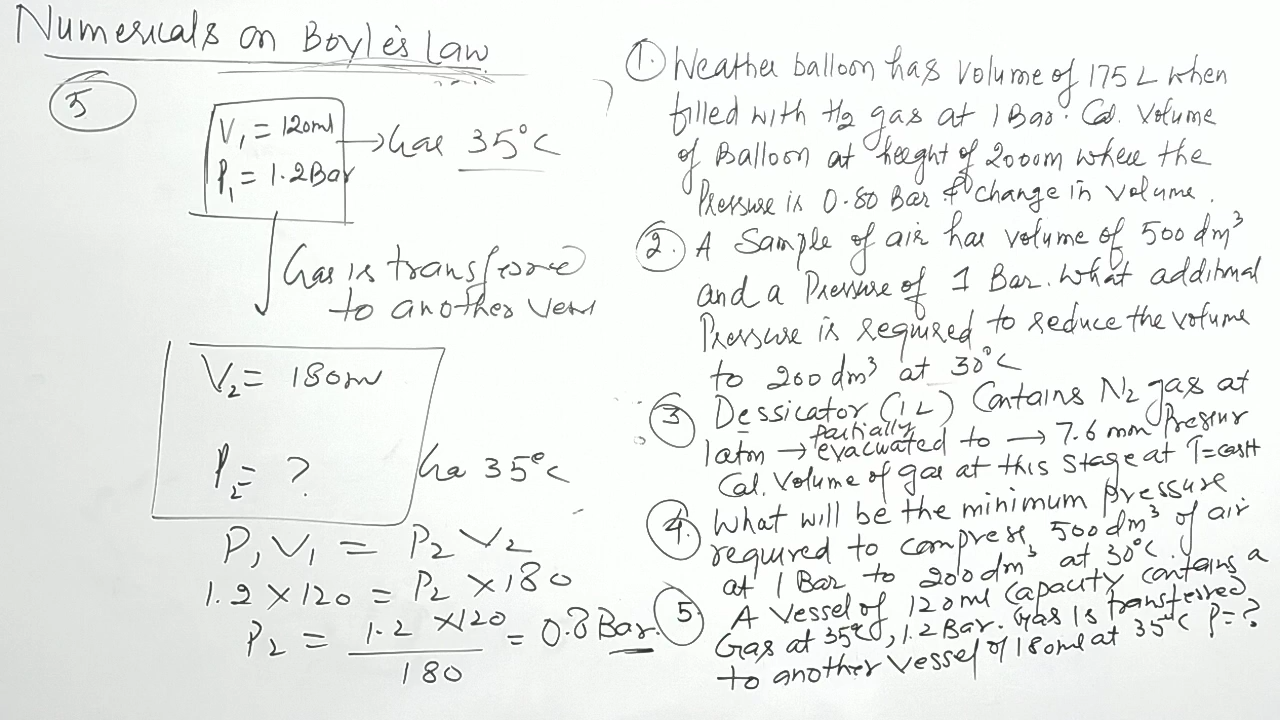 Numericals on Boyle's Law
5
V₁ = 120ml
P₁ = 1.2Bar
→ Gas 35°C
Gas is transferre
to another Vess
V₂ = 180m
P₂ = ?
Ga 35°C
P₁V₁ = P₂V₂
1.2 × 120 = P₂ × 180
P₂ = 1.2 × 120 / 180 = 0.8 Bar.
1. Weather balloon has volume of 175 L when
filled with H₂ gas at 1 Bar. Cal. Volume
of Balloon at height of 2000m where the
Pressure is 0.80 Bar & change in volume.
2. A Sample of air has volume of 500 dm³
and a Pressure of 1 Bar. What additional
Pressure is required to reduce the volume
to 200 dm³ at 30°C
3 Dessicator (1L) Contains N₂ gas at
1atm → partially evacuated to → 7.6 mm Pressure
Cal. Volume of gas at this stage at T=const
4. What will be the minimum pressure
required to compress 500dm³ of air
at 1 Bar to 200 dm³ at 30°C.
5. A Vessel of 120ml Capacity contains a
Gas at 35°C, 1.2 Bar. Gas is transferred
to another vessel of 180ml at 35°C P=?